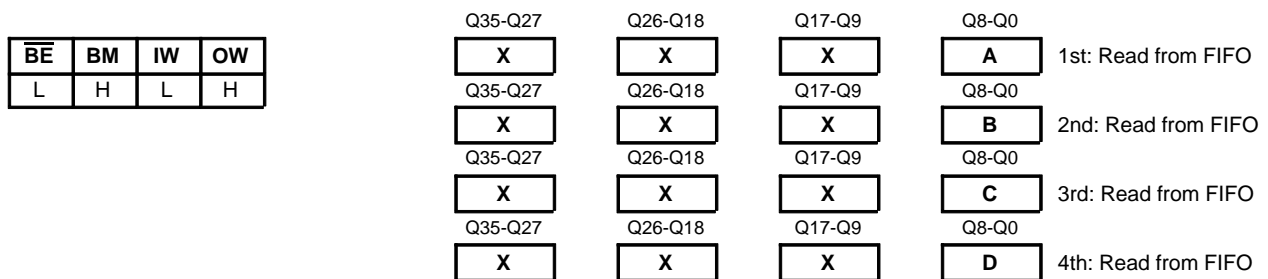 Q35-Q27 Q26-Q18 Q17-Q9 Q8-Q0
BE BM IW OW
X X X A 1st: Read from FIFO
L H L H
Q35-Q27 Q26-Q18 Q17-Q9 Q8-Q0
X X X B 2nd: Read from FIFO
Q35-Q27 Q26-Q18 Q17-Q9 Q8-Q0
X X X C 3rd: Read from FIFO
Q35-Q27 Q26-Q18 Q17-Q9 Q8-Q0
X X X D 4th: Read from FIFO